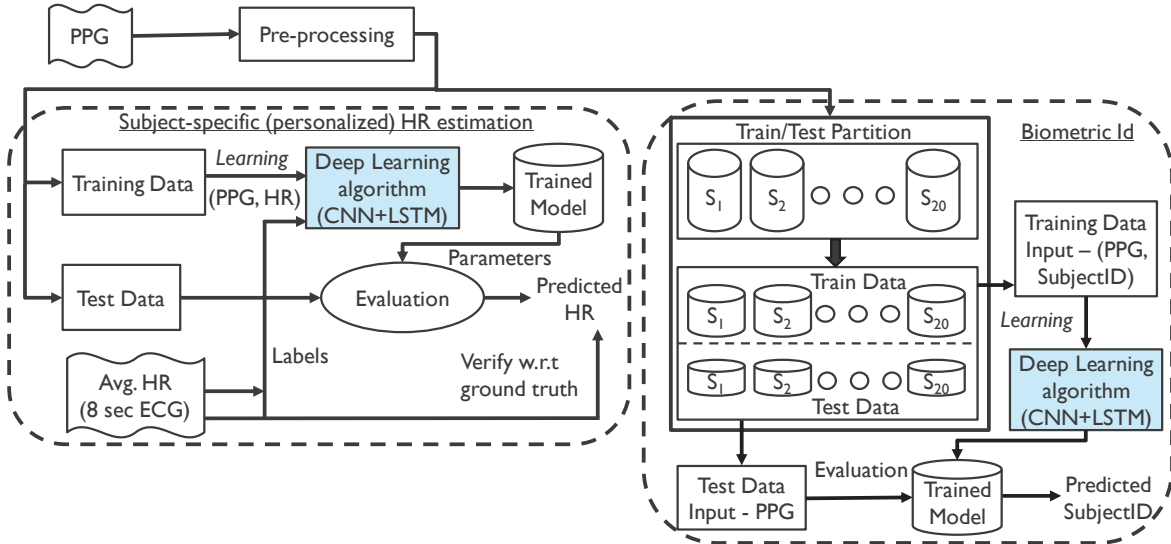 PPG
Pre-processing
Subject-specific (personalized) HR estimation
Training Data
Learning
(PPG, HR)
Deep Learning
algorithm
(CNN+LSTM)
Trained
Model
Parameters
Test Data
Evaluation
Predicted
HR
Labels
Avg. HR
(8 sec ECG)
Verify w.r.t
ground truth
Biometric Id
Train/Test Partition
S1 S2 S20
Train Data
S1 S2 S20
S1 S2 S20
Test Data
Training Data
Input – (PPG,
SubjectID)
Learning
Deep Learning
algorithm
(CNN+LSTM)
Test Data
Input - PPG
Evaluation
Trained
Model
Predicted
SubjectID